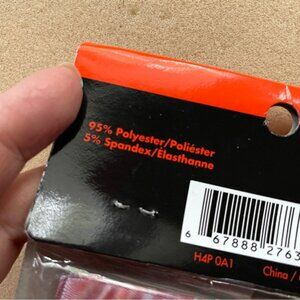 95% Polyester/Poliéster
5% Spandex/Élasthanne
6 67888 2763
H4P 0A1
China /